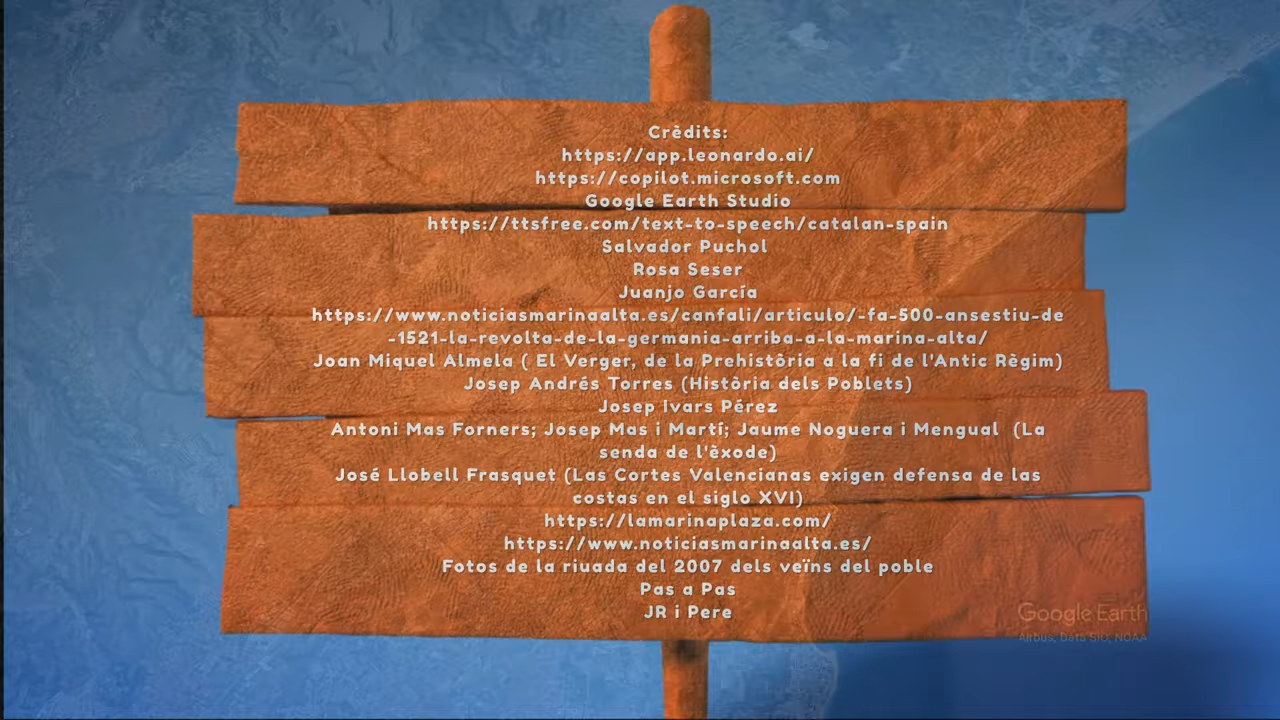 Crèdits:
https://app.leonardo.ai/
https://copilot.microsoft.com
Google Earth Studio
https://ttsfree.com/text-to-speech/catalan-spain
Salvador Puchol
Rosa Seser
Juanjo García
https://www.noticiasmarinaalta.es/canfali/articulo/-fa-500-ansestiu-de
-1521-la-revolta-de-la-germania-arriba-a-la-marina-alta/
Joan Miquel Almela ( El Verger, de la Prehistòria a la fi de l'Antic Règim)
Josep Andrés Torres (Història dels Poblets)
Josep Ivars Pérez
Antoni Mas Forners; Josep Mas i Martí; Jaume Noguera i Mengual (La
senda de l'èxode)
José Llobell Frasquet (Las Cortes Valencianas exigen defensa de las
costas en el siglo XVI)
https://lamarinaplaza.com/
https://www.noticiasmarinaalta.es/
Fotos de la riuada del 2007 dels veïns del poble
Pas a Pas
JR i Pere
Google Earth
Airbus, Data SIO, NOAA